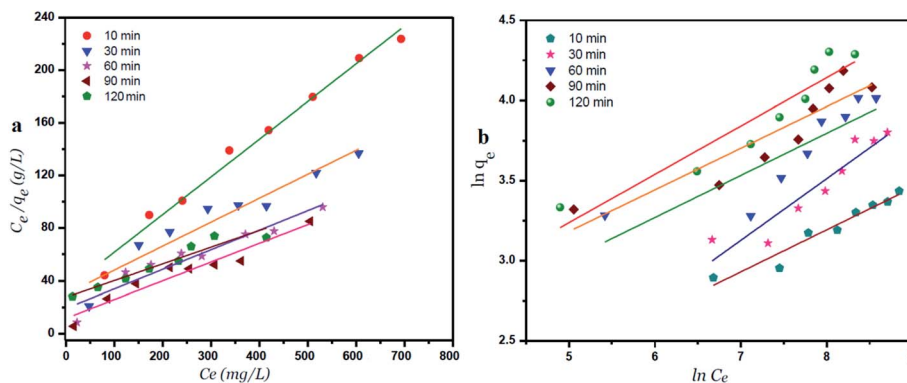 a
240
200
160
120
80
40
0
Ce/qe (g/L)
10 min
30 min
60 min
90 min
120 min
0 100 200 300 400 500 600 700 800
Ce (mg/L)
b
4.5
4.0
3.5
3.0
2.5
ln qe
10 min
30 min
60 min
90 min
120 min
5 6 7 8
ln Ce